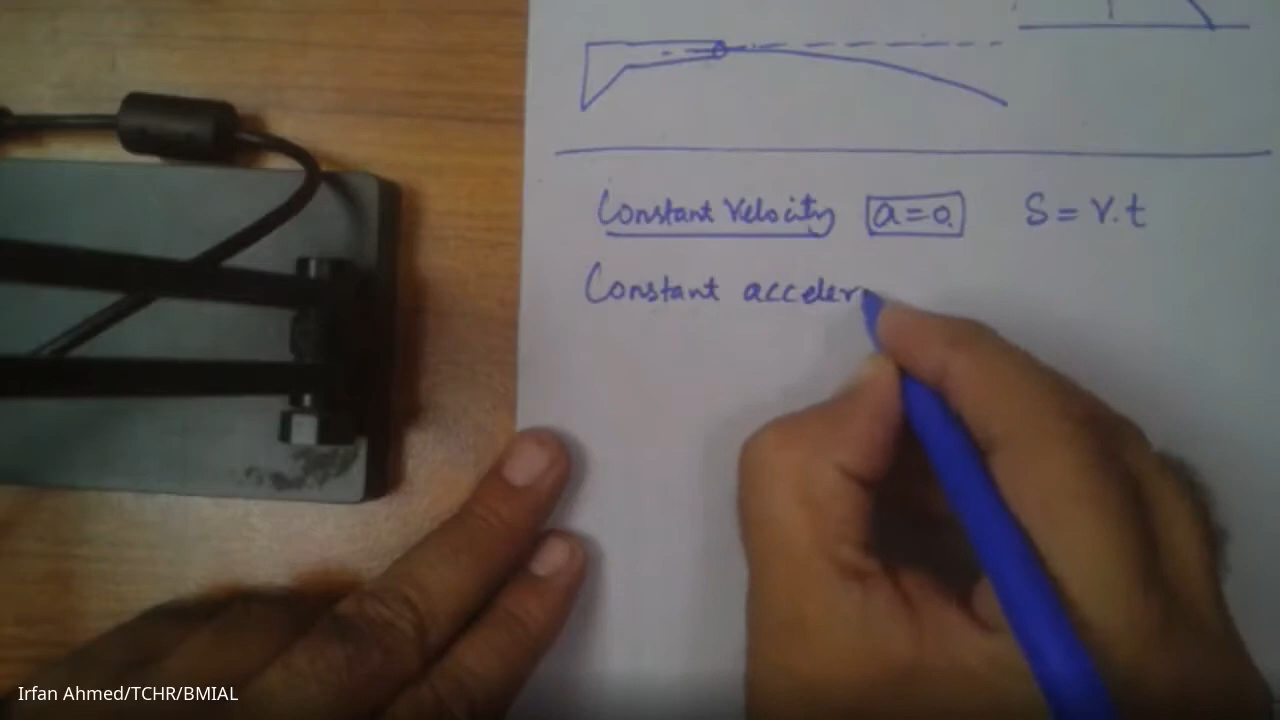 Constant Velocity a=0. S = V.t
Constant acceler
Irfan Ahmed/TCHR/BMIAL